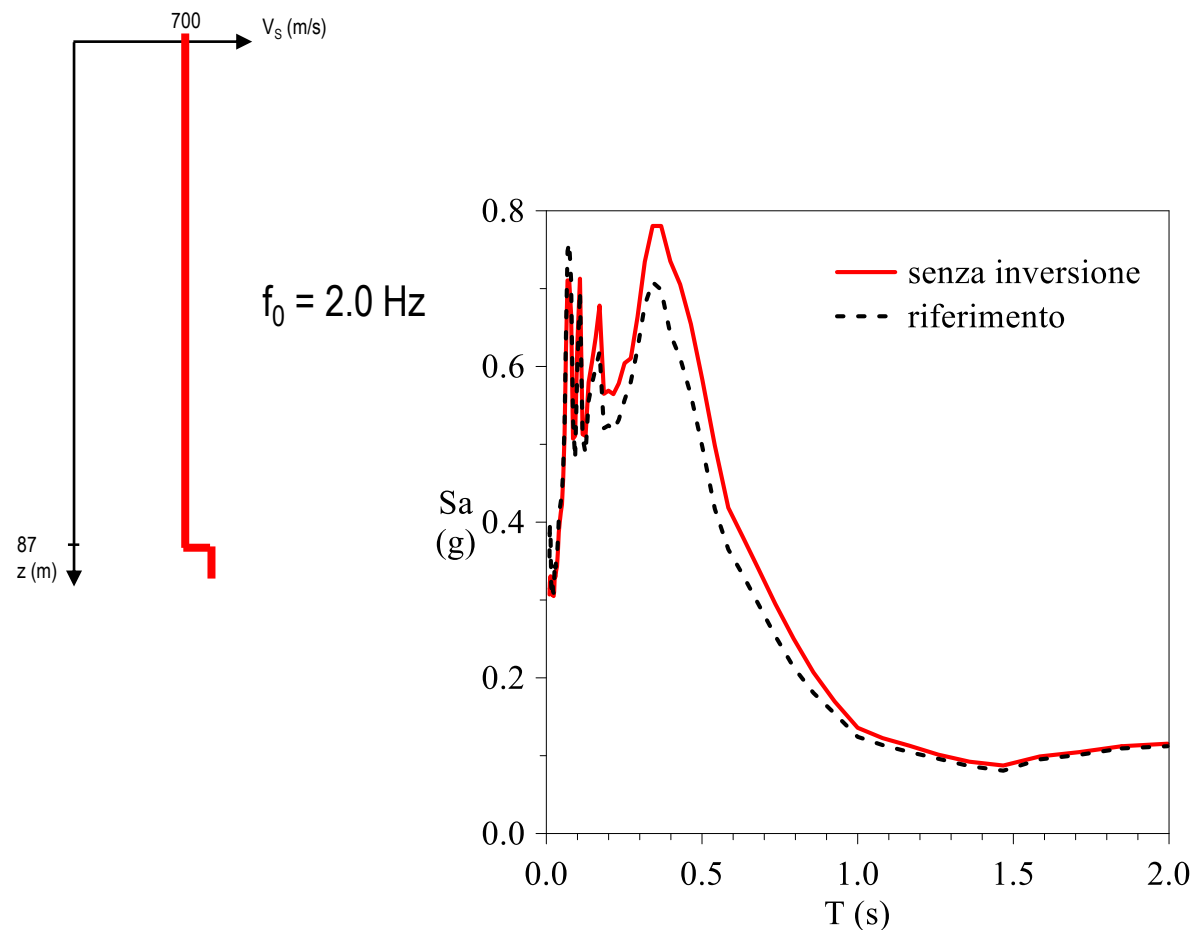 700
V_S (m/s)
f_0 = 2.0 Hz
87
z (m)
senza inversione
riferimento
Sa
(g)
0.8
0.6
0.4
0.2
0.0
0.0 0.5 1.0 1.5 2.0
T (s)